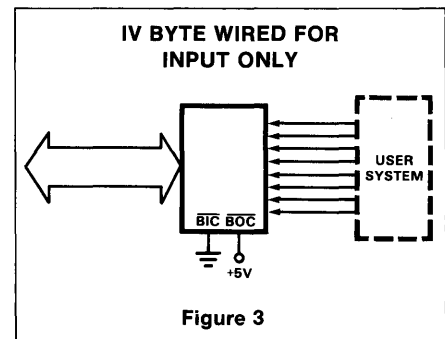 IV BYTE WIRED FOR
INPUT ONLY
USER
SYSTEM
BIC BOC
+5V
Figure 3